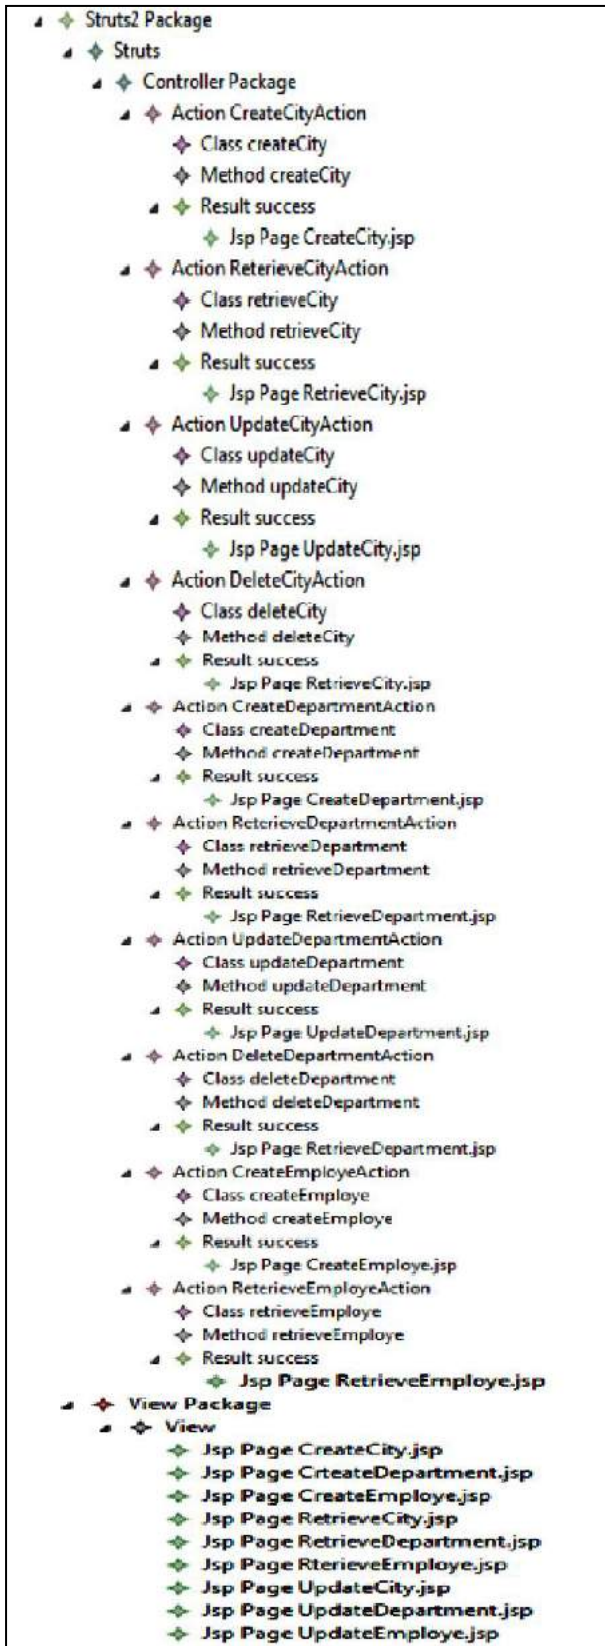 Struts2 Package
Struts
Controller Package
Action CreateCityAction
Class createCity
Method createCity
Result success
Jsp Page CreateCity.jsp
Action ReterieveCityAction
Class retrieveCity
Method retrieveCity
Result success
Jsp Page RetrieveCity.jsp
Action UpdateCityAction
Class updateCity
Method updateCity
Result success
Jsp Page UpdateCity.jsp
Action DeleteCityAction
Class deleteCity
Method deleteCity
Result success
Jsp Page RetrieveCity.jsp
Action CreateDepartmentAction
Class createDepartment
Method createDepartment
Result success
Jsp Page CreateDepartment.jsp
Action ReterieveDepartmentAction
Class retrieveDepartment
Method retrieveDepartment
Result success
Jsp Page RetrieveDepartment.jsp
Action UpdateDepartmentAction
Class updateDepartment
Method updateDepartment
Result success
Jsp Page UpdateDepartment.jsp
Action DeleteDepartmentAction
Class deleteDepartment
Method deleteDepartment
Result success
Jsp Page RetrieveDepartment.jsp
Action CreateEmployeAction
Class createEmploye
Method createEmploye
Result success
Jsp Page CreateEmploye.jsp
Action ReterieveEmployeAction
Class retrieveEmploye
Method retrieveEmploye
Result success
Jsp Page RetrieveEmploye.jsp
View Package
View
Jsp Page CreateCity.jsp
Jsp Page CrteateDepartment.jsp
Jsp Page CreateEmploye.jsp
Jsp Page RetrieveCity.jsp
Jsp Page RetrieveDepartment.jsp
Jsp Page RterieveEmploye.jsp
Jsp Page UpdateCity.jsp
Jsp Page UpdateDepartment.jsp
Jsp Page UpdateEmploye.jsp